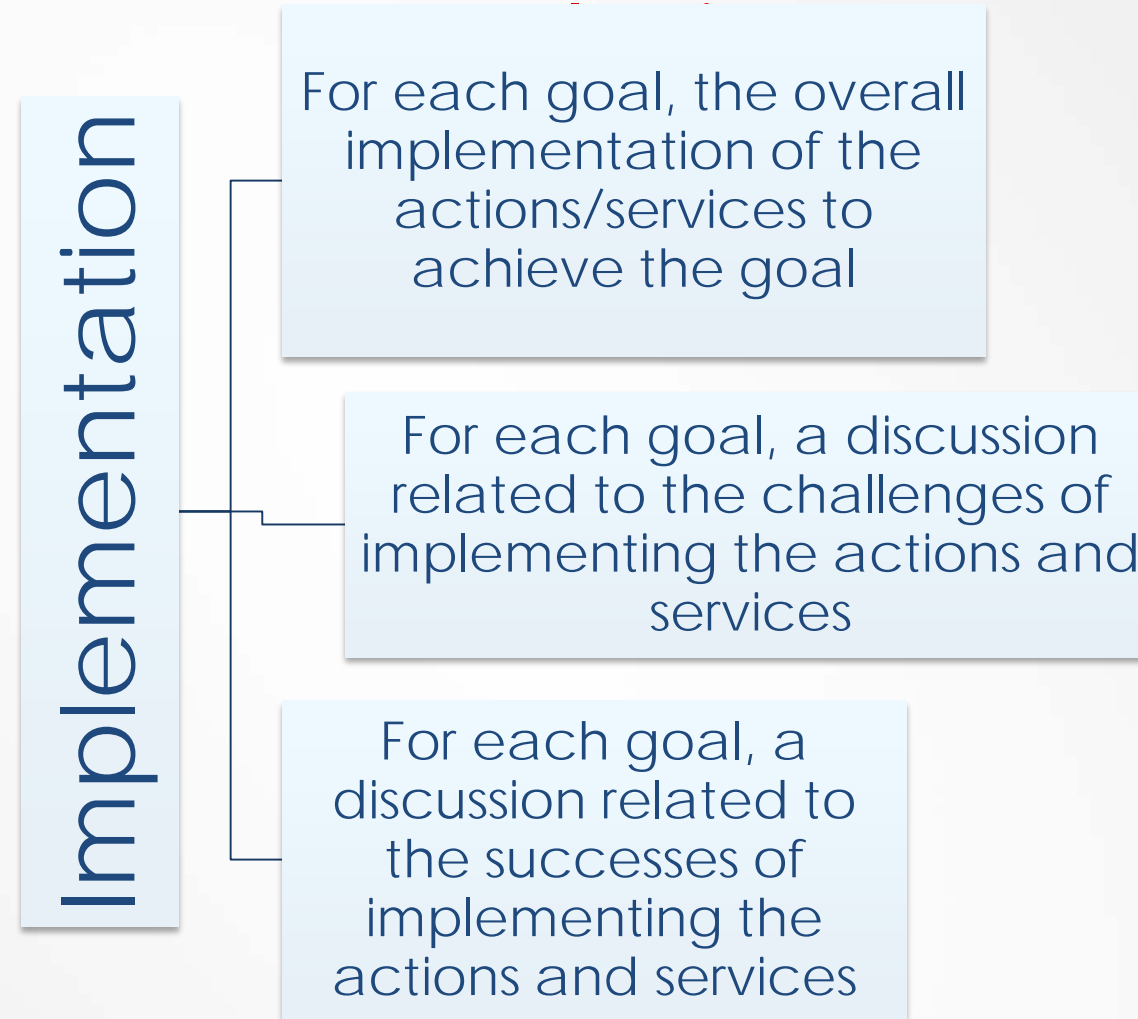 Implementation
For each goal, the overall
implementation of the
actions/services to
achieve the goal
For each goal, a discussion
related to the challenges of
implementing the actions and
services
For each goal, a
discussion related to
the successes of
implementing the
actions and services